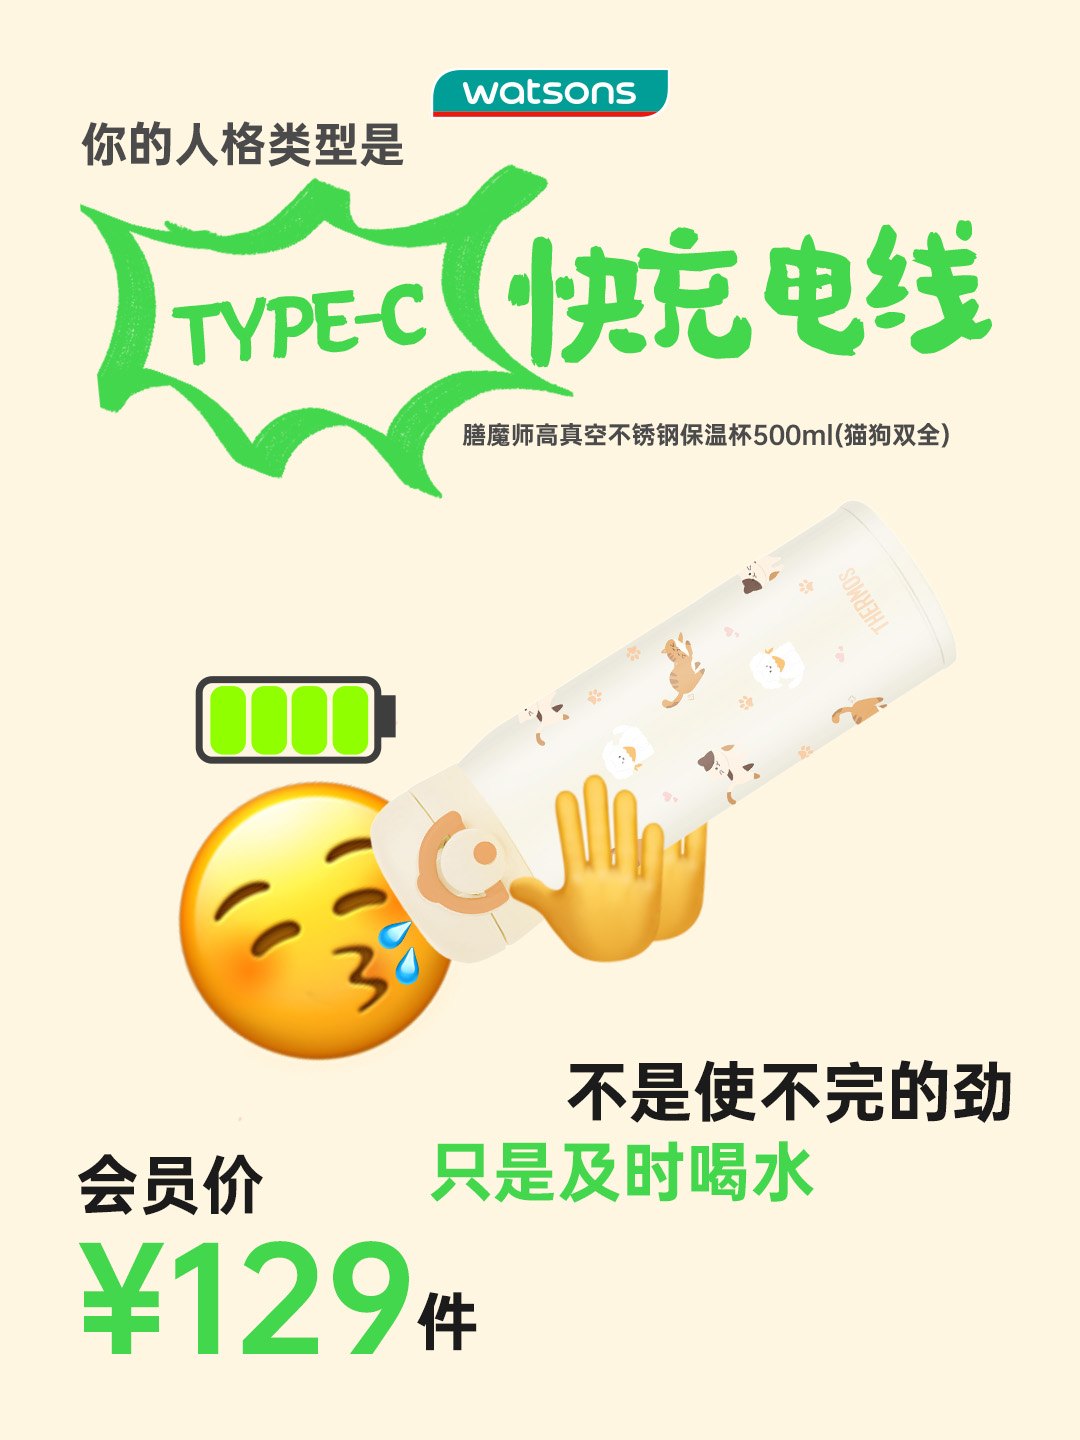 watsons
你的人格类型是
TYPE-C 快充电线
膳魔师高真空不锈钢保温杯500ml(猫狗双全)
THERMOS
不是使不完的劲
只是及时喝水
会员价
¥129件